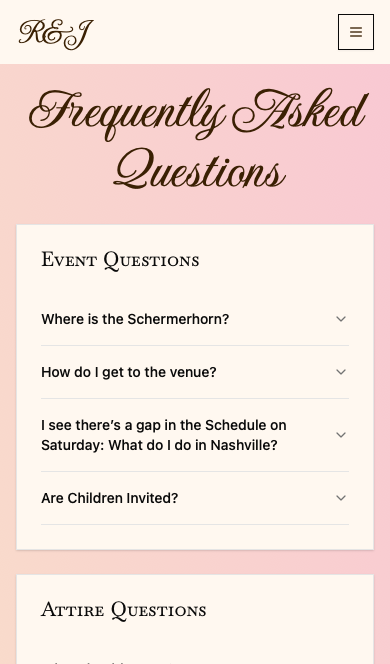 R&J
Frequently Asked
Questions
Event Questions
Where is the Schermerhorn?
How do I get to the venue?
I see there’s a gap in the Schedule on
Saturday: What do I do in Nashville?
Are Children Invited?
Attire Questions